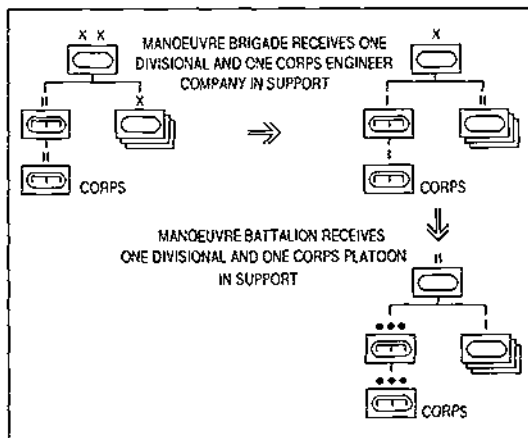 X X
MANOEUVRE BRIGADE RECEIVES ONE
DIVISIONAL AND ONE CORPS ENGINEER
COMPANY IN SUPPORT
X
II
X
II
II
CORPS
I
I
CORPS
MANOEUVRE BATTALION RECEIVES
ONE DIVISIONAL AND ONE CORPS PLATOON
IN SUPPORT
II
•••
I
•••
CORPS